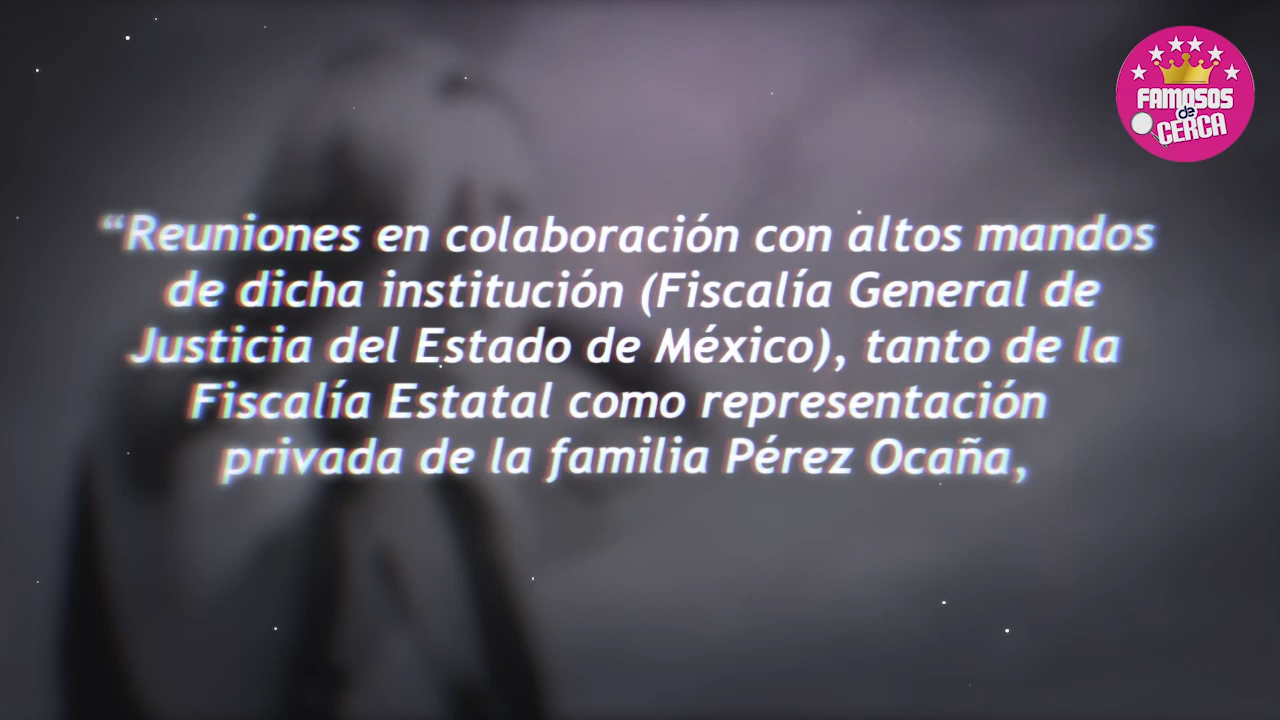 FAMOSOS
de
CERCA
“Reuniones en colaboración con altos mandos
de dicha institución (Fiscalía General de
Justicia del Estado de México), tanto de la
Fiscalía Estatal como representación
privada de la familia Pérez Ocaña,